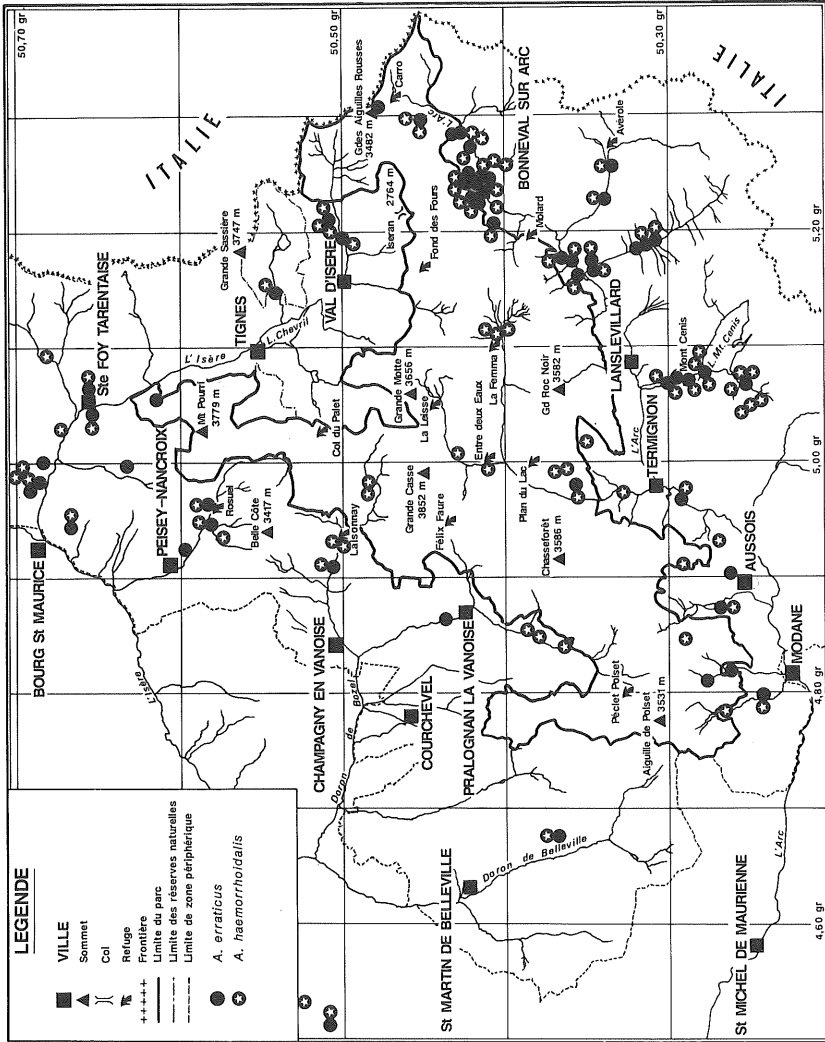 LEGENDE
VILLE
Sommet
Col
Refuge
Frontière
Limite du parc
Limite des réserves naturelles
Limite de zone périphérique
A. erraticus
A. haemorrhoidalis
50,70 gr
50,50 gr
50,30 gr
5,20 gr
5,00 gr
4,80 gr
4,60 gr
ITALIE
ITALIE
BOURG St MAURICE
Ste FOY TARENTAISE
L'Isère
L'Isère
PEISEY-NANCROIX
Mt Pourri
3779 m
Rosuel
Belle Côte
3417 m
TIGNES
L. Chevril
Grande Sassière
3747 m
VAL D'ISERE
Iseran
2764 m
Gdes Aiguilles Rousses
3482 m
Carro
L'Arc
Col du Palet
Grande Motte
3656 m
La Leisse
Fond des Fours
CHAMPAGNY EN VANOISE
Laisonnay
Grande Casse
3852 m
Félix Faure
Entre deux Eaux
La Femma
Plan du Lac
BONNEVAL SUR ARC
Molard
Avérole
Doron de Bozel
COURCHEVEL
PRALOGNAN LA VANOISE
Chasseforêt
3586 m
Gd Roc Noir
3582 m
LANSLEVILLARD
L'Arc
TERMIGNON
Mont Cenis
L. Mt. Cenis
Péclet Polset
Aiguille de Polset
3531 m
AUSSOIS
MODANE
St MARTIN DE BELLEVILLE
Doron de Belleville
St MICHEL DE MAURIENNE
L'Arc